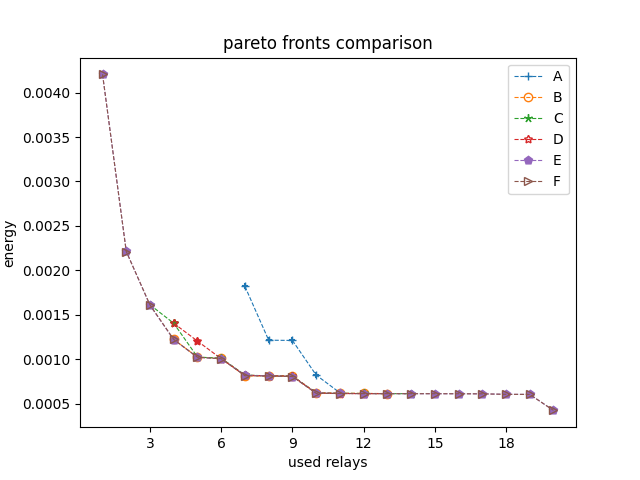 pareto fronts comparison
A
B
C
D
E
F
energy
0.0040
0.0035
0.0030
0.0025
0.0020
0.0015
0.0010
0.0005
3 6 9 12 15 18
used relays